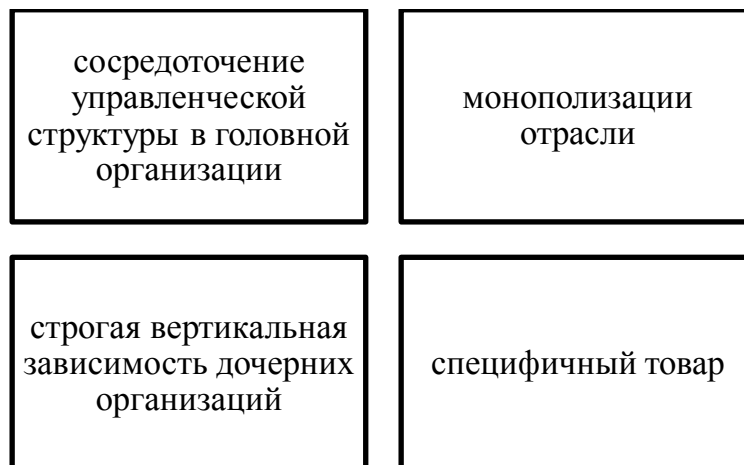 сосредоточение
управленческой
структуры в головной
организации
монополизации
отрасли
строгая вертикальная
зависимость дочерних
организаций
специфичный товар